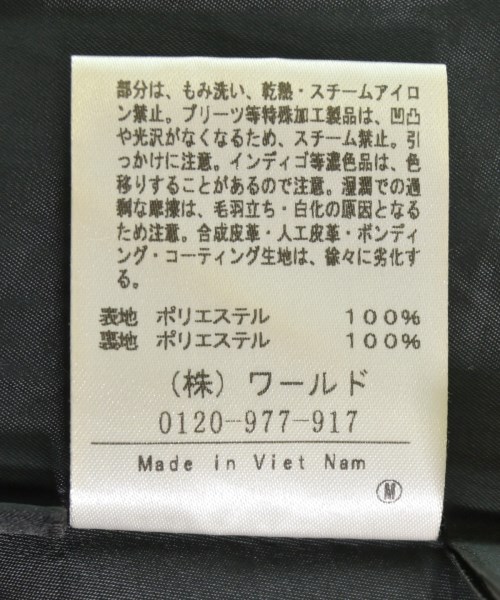 部分は、もみ洗い、乾熱・スチームアイロ
ン禁止。プリーツ等特殊加工製品は、凹凸
や光沢がなくなるため、スチーム禁止。引
っかけに注意。インディゴ等濃色品は、色
移りすることがあるので注意。湿潤での過
剰な摩擦は、毛羽立ち・白化の原因となる
ため注意。合成皮革・人工皮革・ボンディ
ング・コーティング生地は、徐々に劣化す
る。
表地 ポリエステル 100%
裏地 ポリエステル 100%
（株）ワールド
0120-977-917
Made in Viet Nam
M